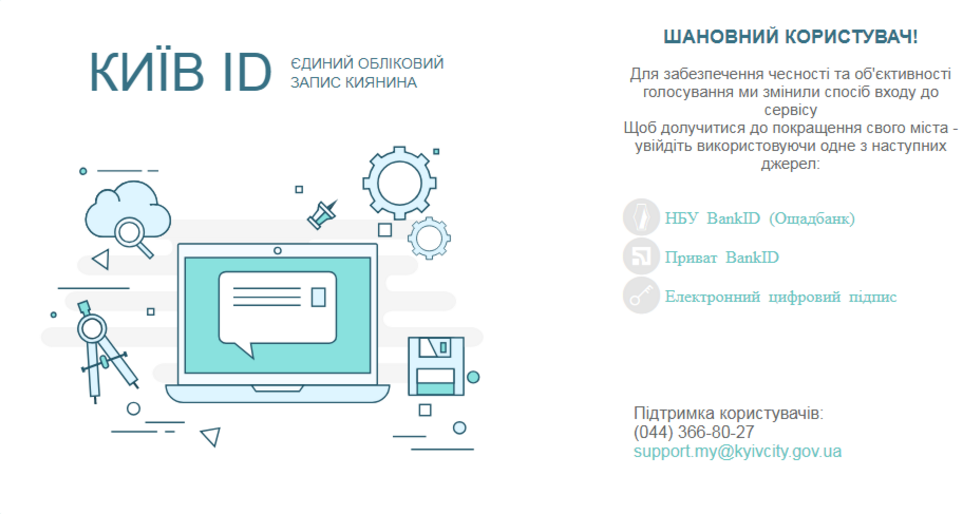 КИЇВ ID
ЄДИНИЙ ОБЛІКОВИЙ
ЗАПИС КИЯНИНА
ШАНОВНИЙ КОРИСТУВАЧ!
Для забезпечення чесності та об'єктивності
голосування ми змінили спосіб входу до
сервісу
Щоб долучитися до покращення свого міста -
увійдіть використовуючи одне з наступних
джерел:
НБУ BankID (Ощадбанк)
Приват BankID
Електронний цифровий підпис
Підтримка користувачів:
(044) 366-80-27
support.my@kyivcity.gov.ua